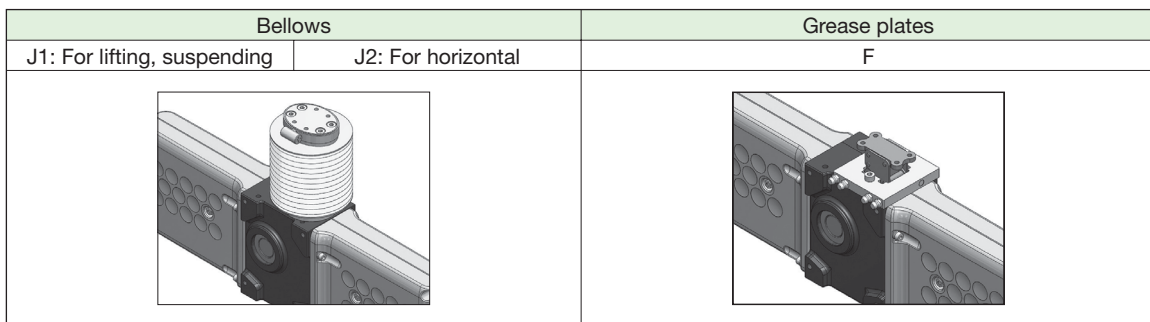 Bellows
Grease plates
J1: For lifting, suspending
J2: For horizontal
F